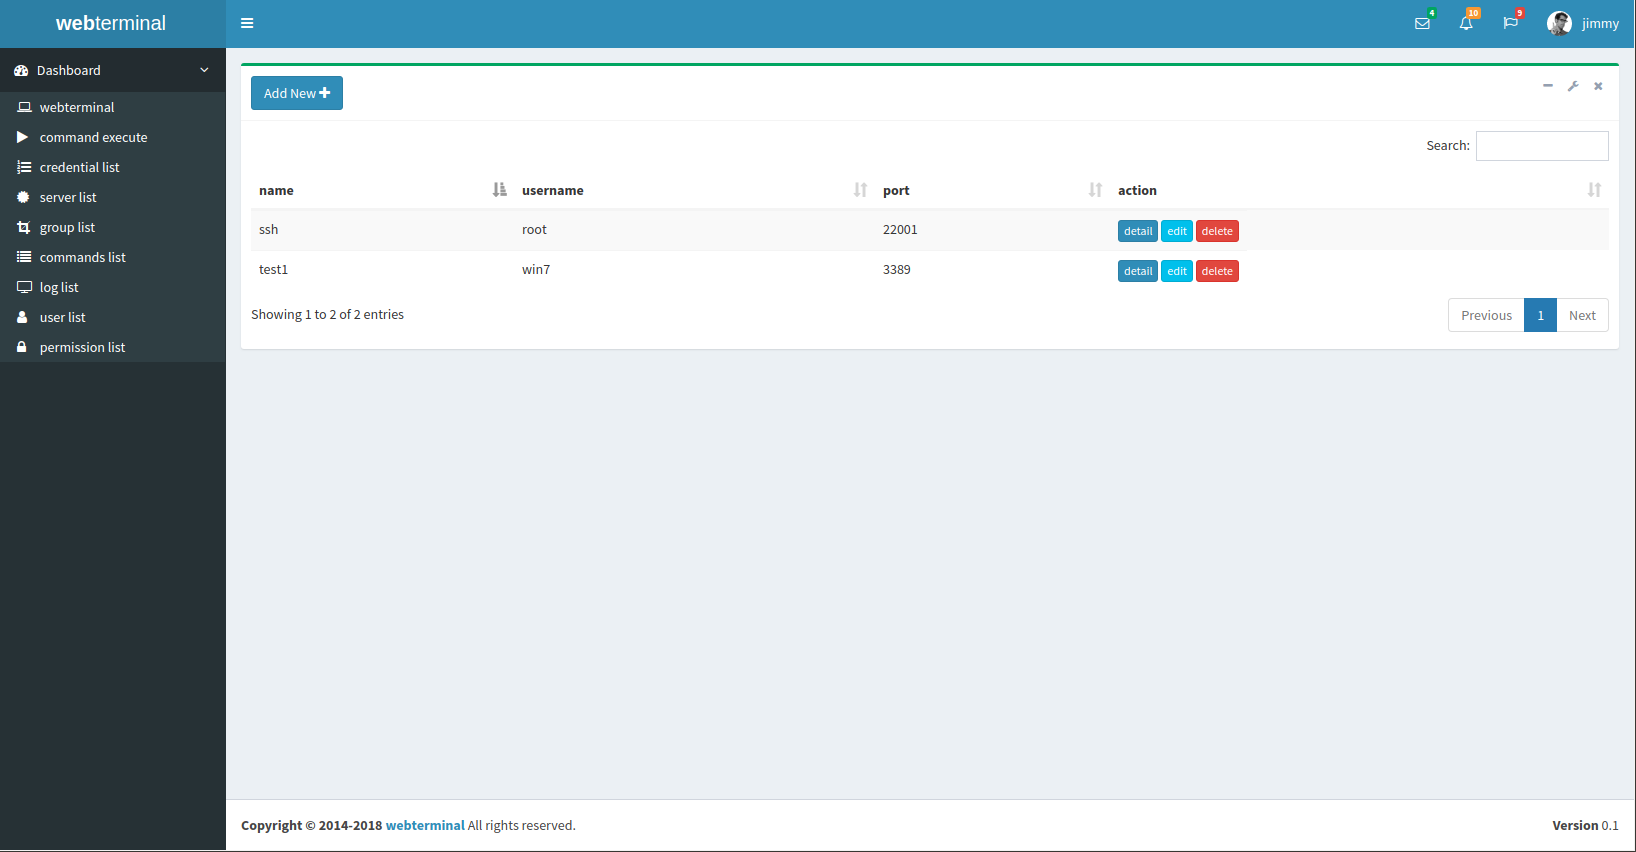 webterminal
4
10
9
jimmy
Dashboard
webterminal
command execute
credential list
server list
group list
commands list
log list
user list
permission list
Add New
Search:
name username port action
ssh root 22001 detail edit delete
test1 win7 3389 detail edit delete
Showing 1 to 2 of 2 entries
Previous 1 Next
Copyright © 2014-2018 webterminal All rights reserved.
Version 0.1